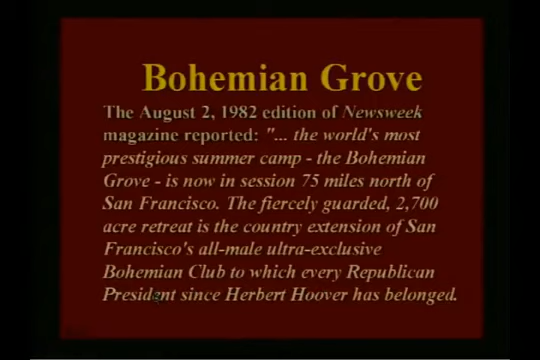 Bohemian Grove
The August 2, 1982 edition of Newsweek
magazine reported: "... the world's most
prestigious summer camp - the Bohemian
Grove - is now in session 75 miles north of
San Francisco. The fiercely guarded, 2,700
acre retreat is the country extension of San
Francisco's all-male ultra-exclusive
Bohemian Club to which every Republican
President since Herbert Hoover has belonged.